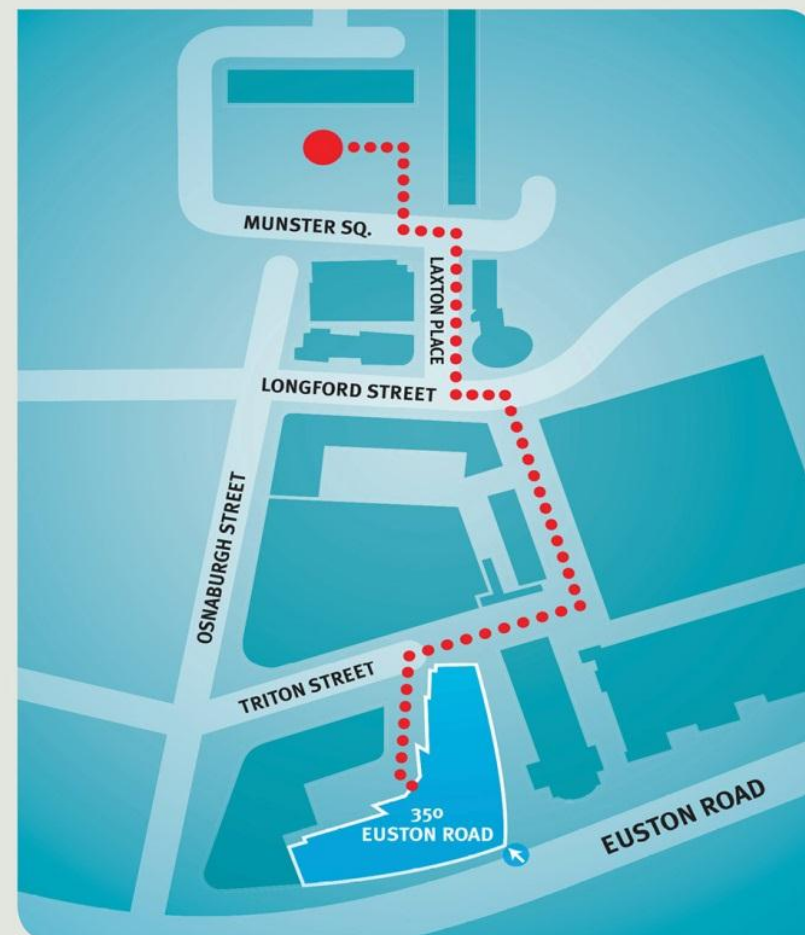 MUNSTER SQ.
LAXTON PLACE
LONGFORD STREET
OSNABURGH STREET
TRITON STREET
350
EUSTON ROAD
EUSTON ROAD